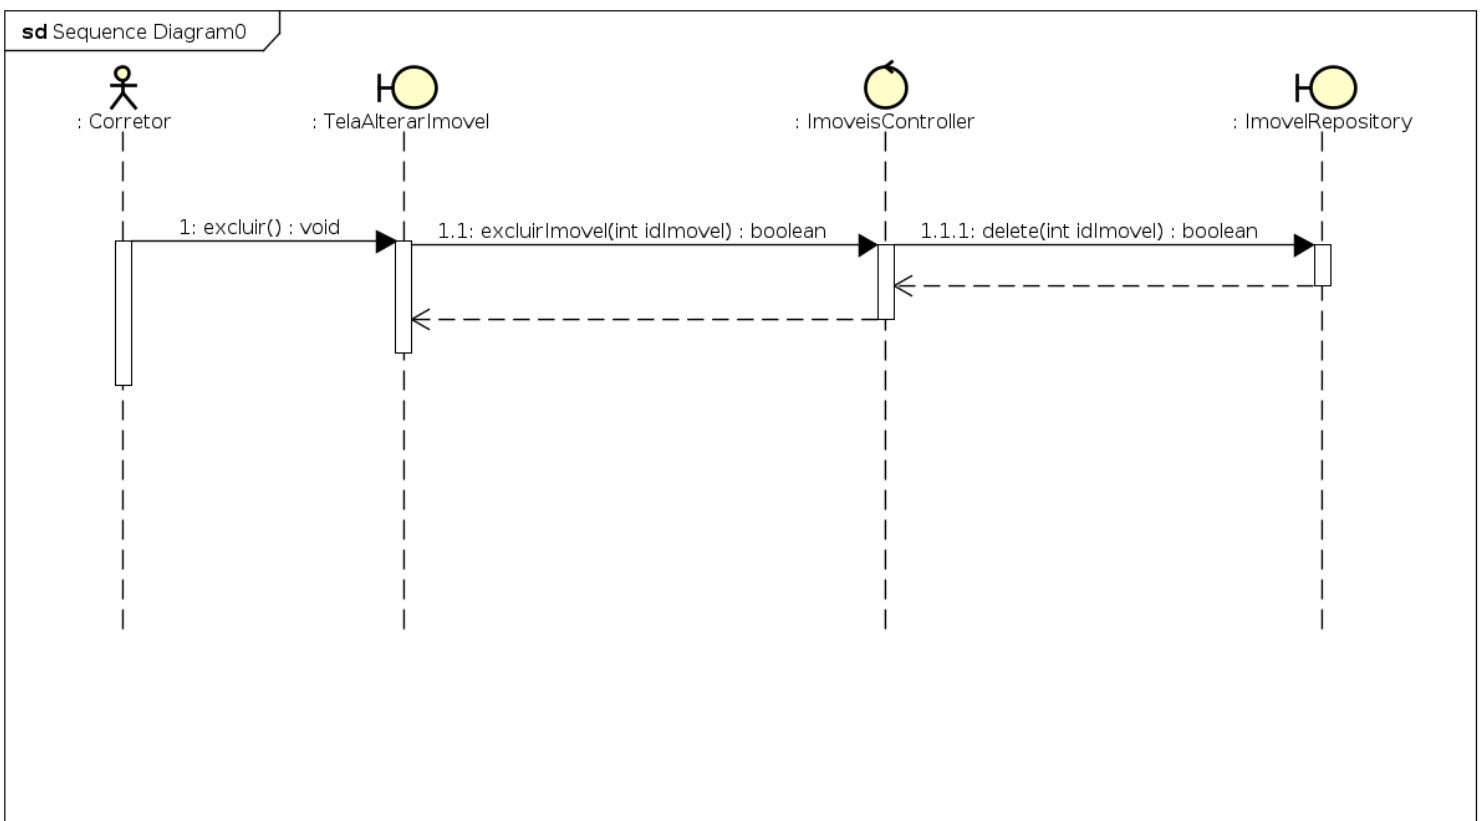 sd Sequence Diagram0
: Corretor
: TelaAlterarImovel
: ImoveisController
: ImovelRepository
1: excluir() : void
1.1: excluirImovel(int idImovel) : boolean
1.1.1: delete(int idImovel) : boolean